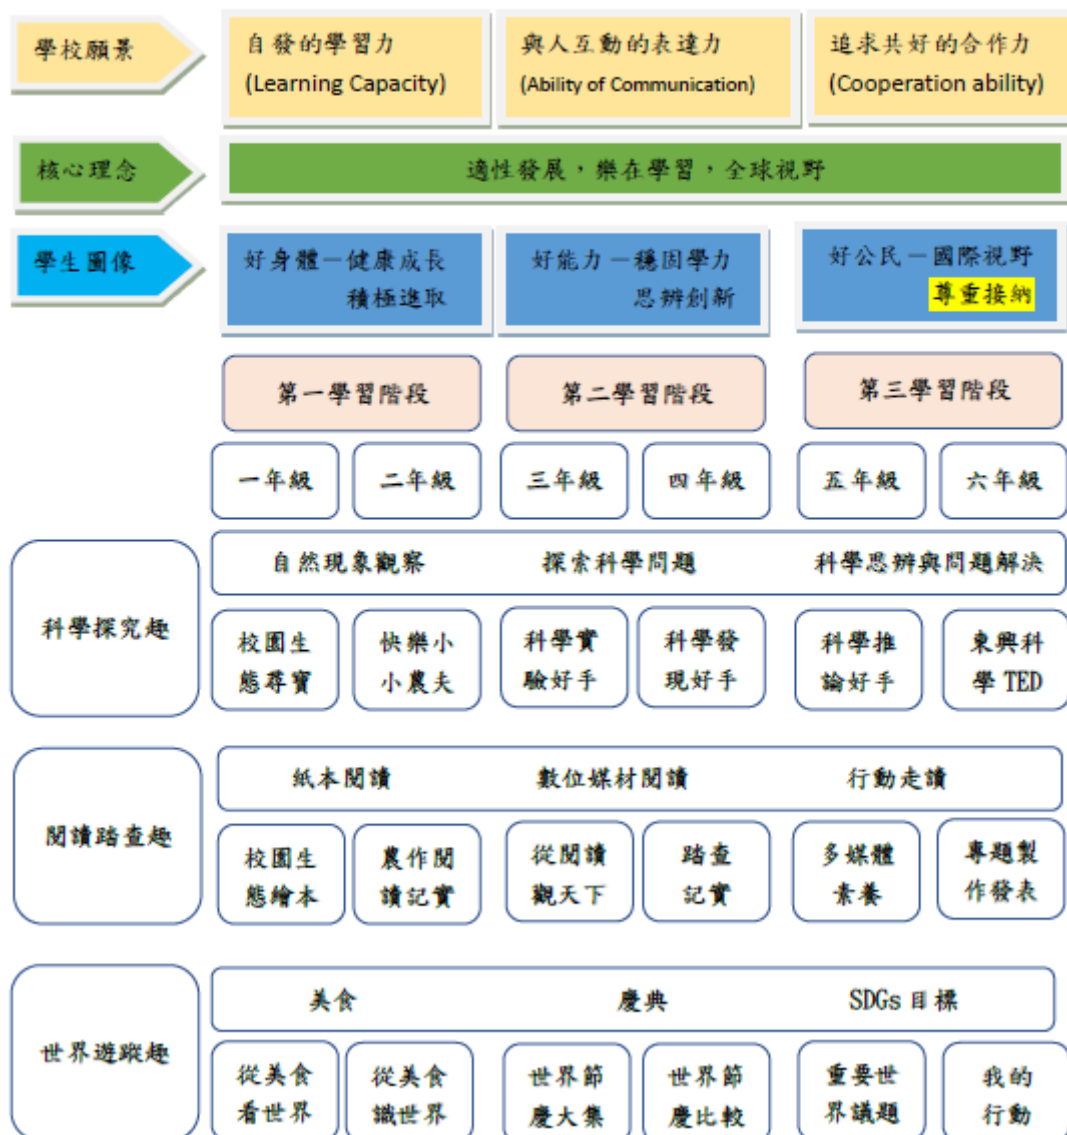 學校願景
自發的學習力
(Learning Capacity)
與人互動的表達力
(Ability of Communication)
追求共好的合作力
(Cooperation ability)
核心理念
適性發展，樂在學習，全球視野
學生圖像
好身體－健康成長
積極進取
好能力－穩固學力
思辨創新
好公民－國際視野
尊重接納
第一學習階段
第二學習階段
第三學習階段
一年級
二年級
三年級
四年級
五年級
六年級
科學探究趣
自然現象觀察
探索科學問題
科學思辨與問題解決
校園生
態尋寶
快樂小
小農夫
科學實
驗好手
科學發
現好手
科學推
論好手
東興科
學 TED
閱讀踏查趣
紙本閱讀
數位媒材閱讀
行動走讀
校園生
態繪本
農作閱
讀記實
從閱讀
觀天下
踏查
記實
多媒體
素養
專題製
作發表
世界遊蹤趣
美食
慶典
SDGs 目標
從美食
看世界
從美食
識世界
世界節
慶大集
世界節
慶比較
重要世
界議題
我的
行動